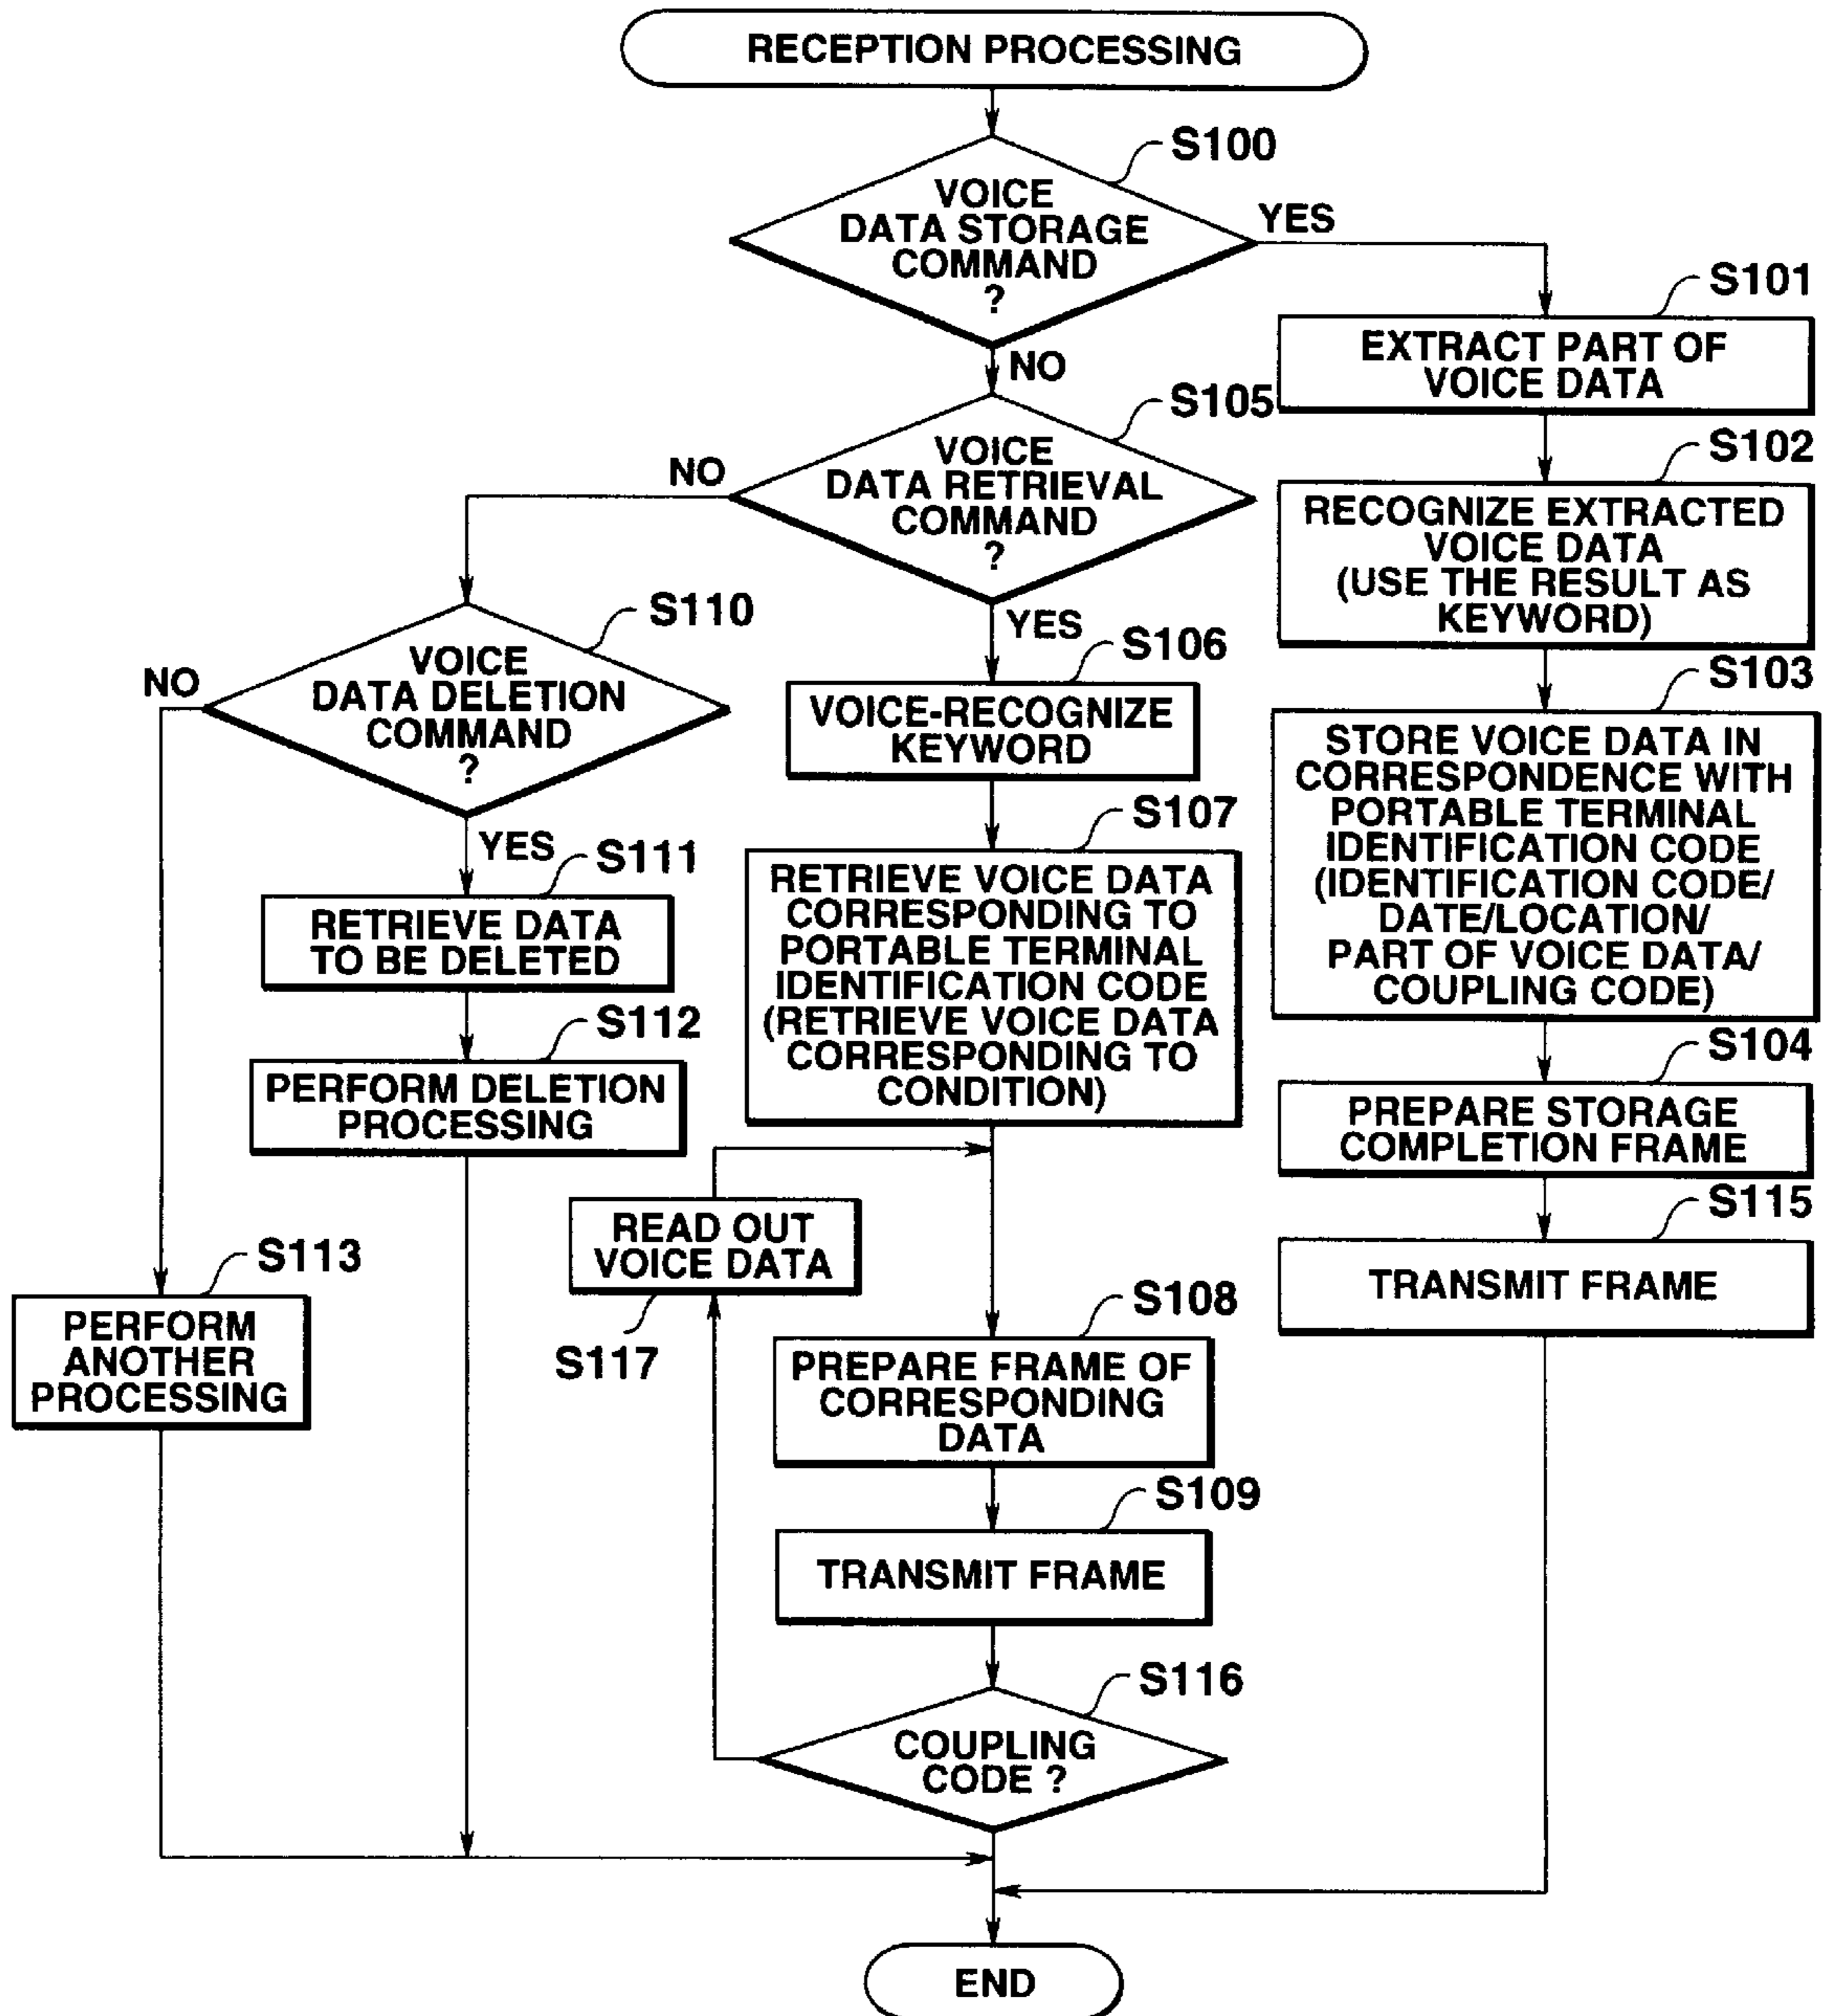 RECEPTION PROCESSING
S100
VOICE
DATA STORAGE
COMMAND
?
YES
NO
S101
EXTRACT PART OF
VOICE DATA
S102
RECOGNIZE EXTRACTED
VOICE DATA
(USE THE RESULT AS
KEYWORD)
S103
STORE VOICE DATA IN
CORRESPONDENCE WITH
PORTABLE TERMINAL
IDENTIFICATION CODE
(IDENTIFICATION CODE/
DATE/LOCATION/
PART OF VOICE DATA/
COUPLING CODE)
S104
PREPARE STORAGE
COMPLETION FRAME
S115
TRANSMIT FRAME
S105
VOICE
DATA RETRIEVAL
COMMAND
?
NO
YES
S106
VOICE-RECOGNIZE
KEYWORD
S107
RETRIEVE VOICE DATA
CORRESPONDING TO
PORTABLE TERMINAL
IDENTIFICATION CODE
(RETRIEVE VOICE DATA
CORRESPONDING TO
CONDITION)
S108
PREPARE FRAME OF
CORRESPONDING
DATA
S109
TRANSMIT FRAME
S116
COUPLING
CODE ?
READ OUT
VOICE DATA
S117
S110
VOICE
DATA DELETION
COMMAND
?
NO
YES
S111
RETRIEVE DATA
TO BE DELETED
S112
PERFORM DELETION
PROCESSING
S113
PERFORM
ANOTHER
PROCESSING
END